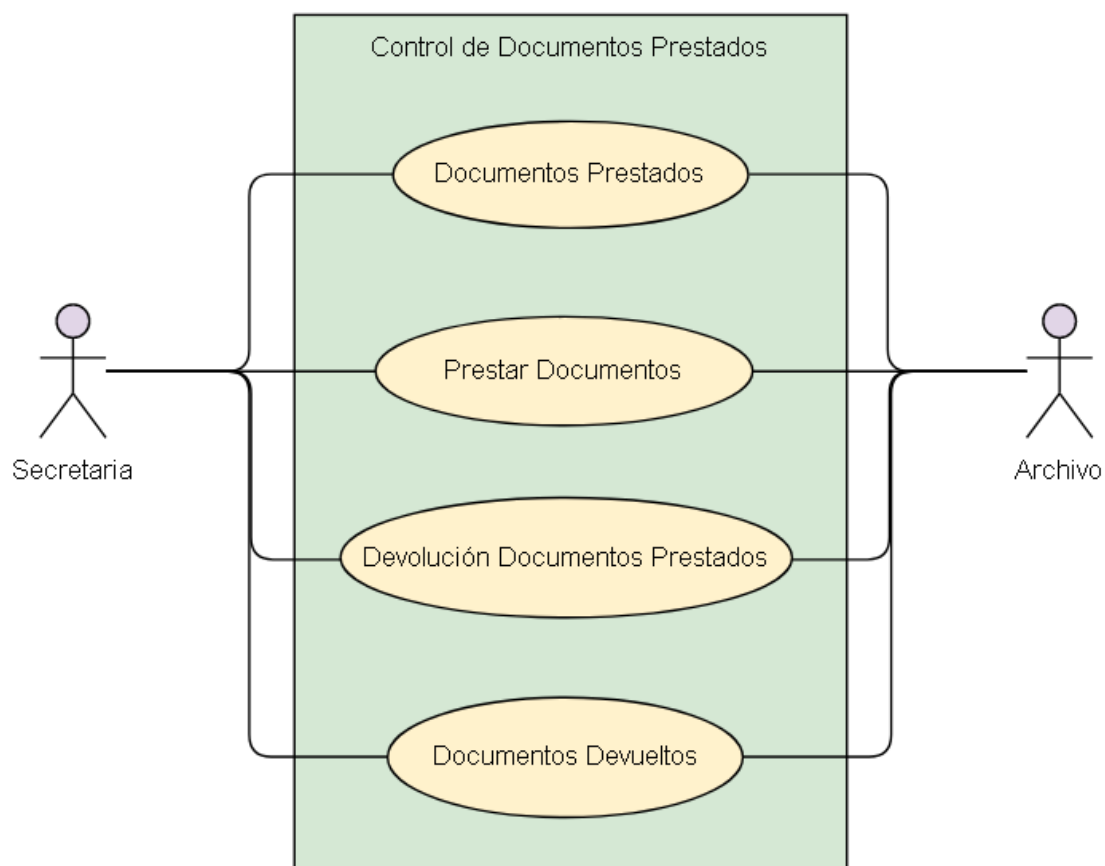 Control de Documentos Prestados
Documentos Prestados
Prestar Documentos
Secretaria
Archivo
Devolución Documentos Prestados
Documentos Devueltos